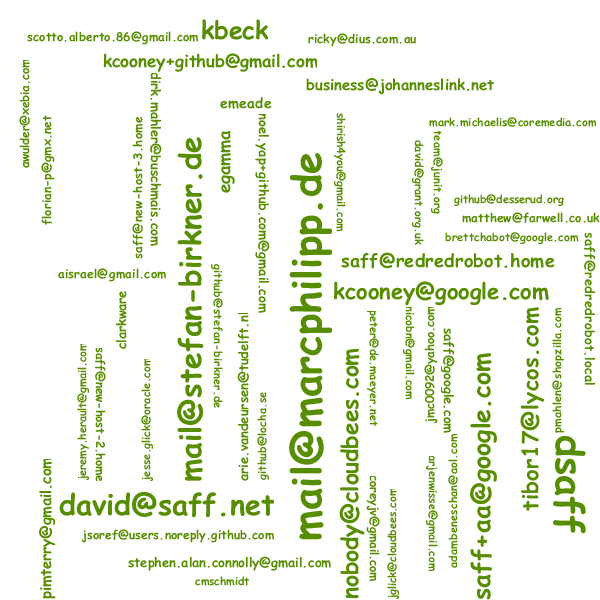 kbeck
scotto.alberto.86@gmail.com
ricky@dius.com.au
kcooney+github@gmail.com
business@johanneslink.net
awulder@xebia.com
dirk.mahler@buschmais.com
emeade
florian-p@gmx.net
saff@new-host-3.home
mail@stefan-birkner.de
egamma
noel.yap+github.com@gmail.com
mail@marcphilipp.de
shirish4you@gmail.com
mark.michaelis@coremedia.com
david@grant.org.uk
team@junit.org
github@desserud.org
matthew@farwell.co.uk
brettchabot@google.com
saff@redredrobot.home
saff@redredrobot.local
aisrael@gmail.com
kcooney@google.com
clarkware
github@stefan-birkner.de
arie.vandeursen@tudelft.nl
peter@dp.mceyer.net
nicobn@gmail.com
jmc0026@yahoo.com
saff@google.com
tibor17@lycos.com
pmahlen@shopzilla.com
jeremy.herault@gmail.com
saff@new-host-2.home
jesse.glick@oracle.com
github@locha.se
nobody@cloudbees.com
saff+aa@google.com
dsaff
adambeneschan@aol.com
arjenwisse@gmail.com
pimterry@gmail.com
david@saff.net
coreyjv@gmail.com
jglick@cloudbees.com
jsoref@users.noreply.github.com
stephen.alan.connolly@gmail.com
cmschmidt